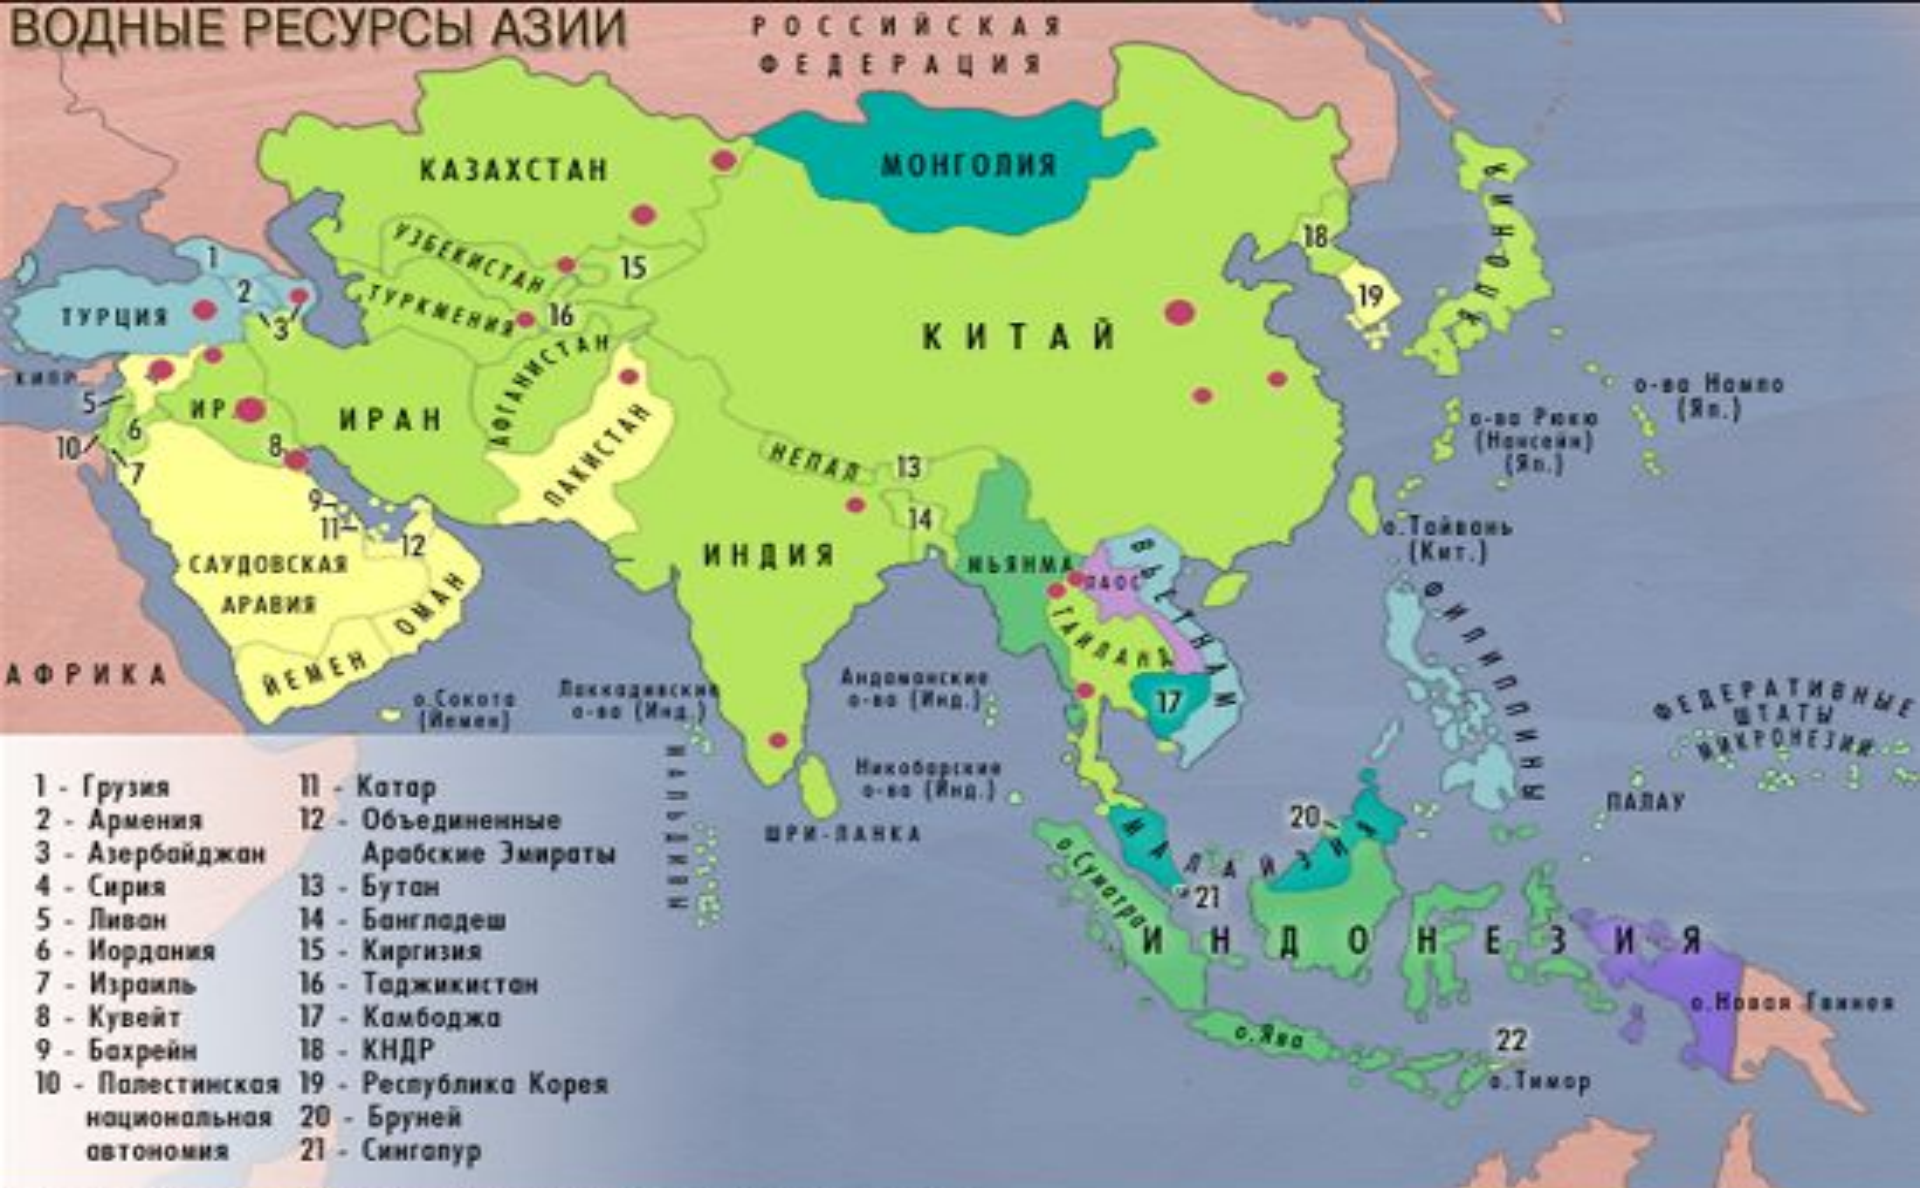 ВОДНЫЕ РЕСУРСЫ АЗИИ
РОССИЙСКАЯ
ФЕДЕРАЦИЯ
КАЗАХСТАН
МОНГОЛИЯ
УЗБЕКИСТАН
15
18
ЯПОНИЯ
1
2
3
ТУРЦИЯ
ТУРКМЕНИЯ
16
19
КИТАЙ
АФГАНИСТАН
КИПР
5
ИР
ИРАН
6
10
7
8
ПАКИСТАН
НЕПАЛ
13
14
о-ва Нампо
(Яп.)
о-ва Рюкю
(Нансейн)
(Яп.)
9
11
12
о.Тайвань
(Кит.)
САУДОВСКАЯ
АРАВИЯ
ОМАН
ЙЕМЕН
ИНДИЯ
МЬЯНМА
ЛАОС
ВЬЕТНАМ
ТАИЛАНД
17
ФИЛИППИНЫ
АФРИКА
о.Сокота
(Йемен)
Лаккадивские
о-ва (Инд.)
Андаманские
о-ва (Инд.)
Никобарские
о-ва (Инд.)
ШРИ-ЛАНКА
ФЕДЕРАТИВНЫЕ
ШТАТЫ
МИКРОНЕЗИИ
ПАЛАУ
20
МАЛАЙЗИЯ
21
о.Суматра
ИНДОНЕЗИЯ
о.Новая Гвинея
о.Ява
22
о.Тимор
1 - Грузия
2 - Армения
3 - Азербайджан
4 - Сирия
5 - Ливан
6 - Иордания
7 - Израиль
8 - Кувейт
9 - Бахрейн
10 - Палестинская
национальная
автономия
11 - Катар
12 - Объединенные
Арабские Эмираты
13 - Бутан
14 - Бангладеш
15 - Киргизия
16 - Таджикистан
17 - Камбоджа
18 - КНДР
19 - Республика Корея
20 - Бруней
21 - Сингапур